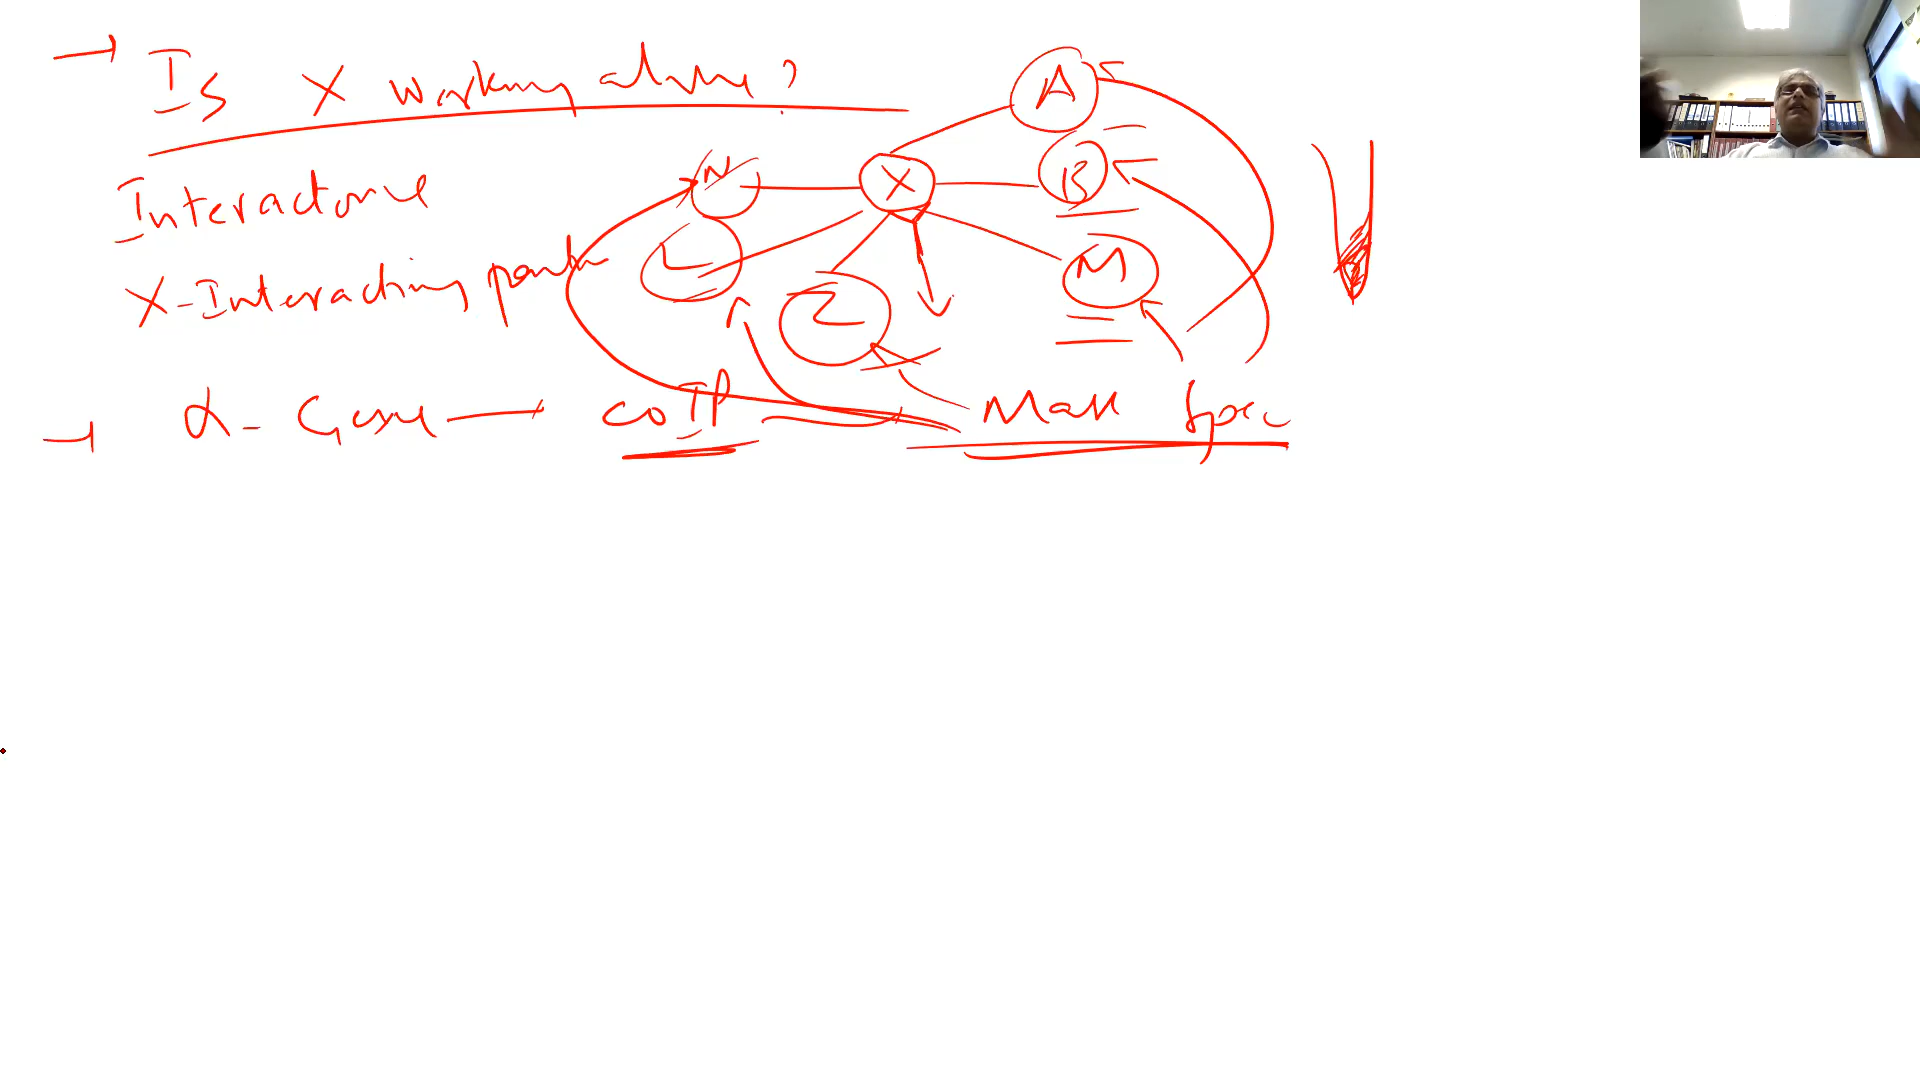 Is X working alone?
Interactome
X-Interacting partner
A
B
M
X
N
L
Z
α- Gene coIP Mass Spec